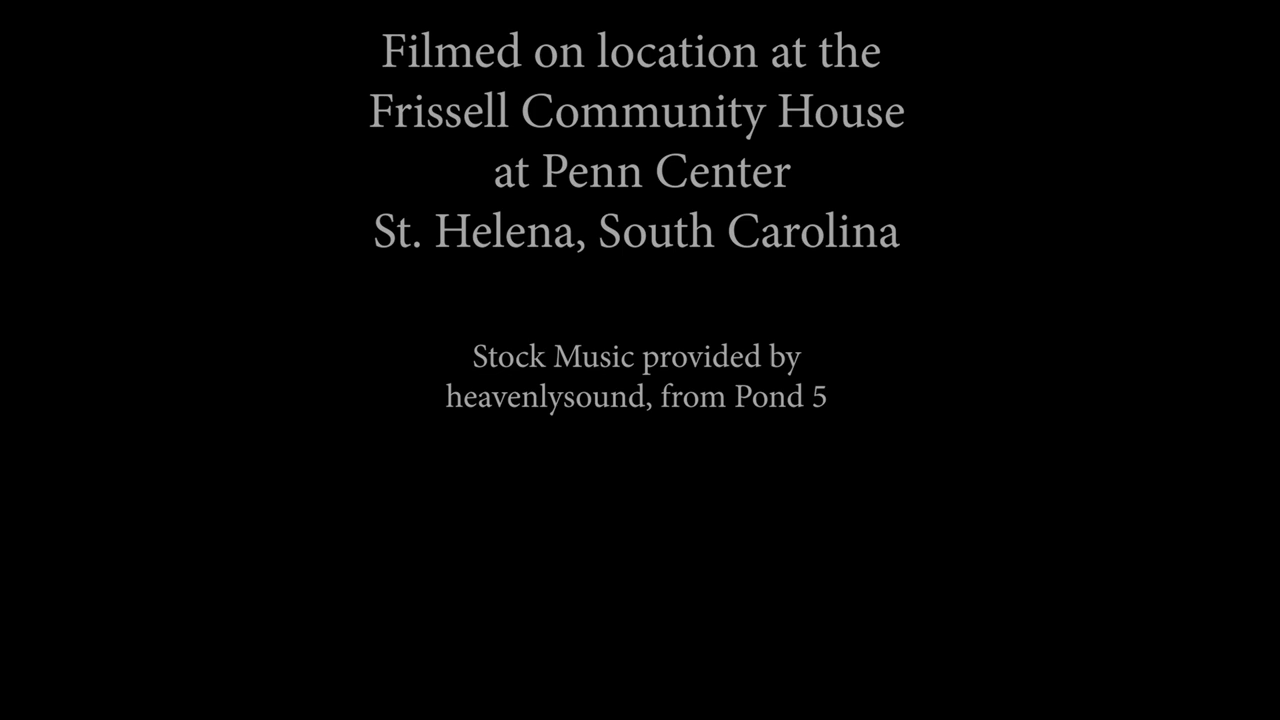 Filmed on location at the
Frissell Community House
at Penn Center
St. Helena, South Carolina
Stock Music provided by
heavenlysound, from Pond 5